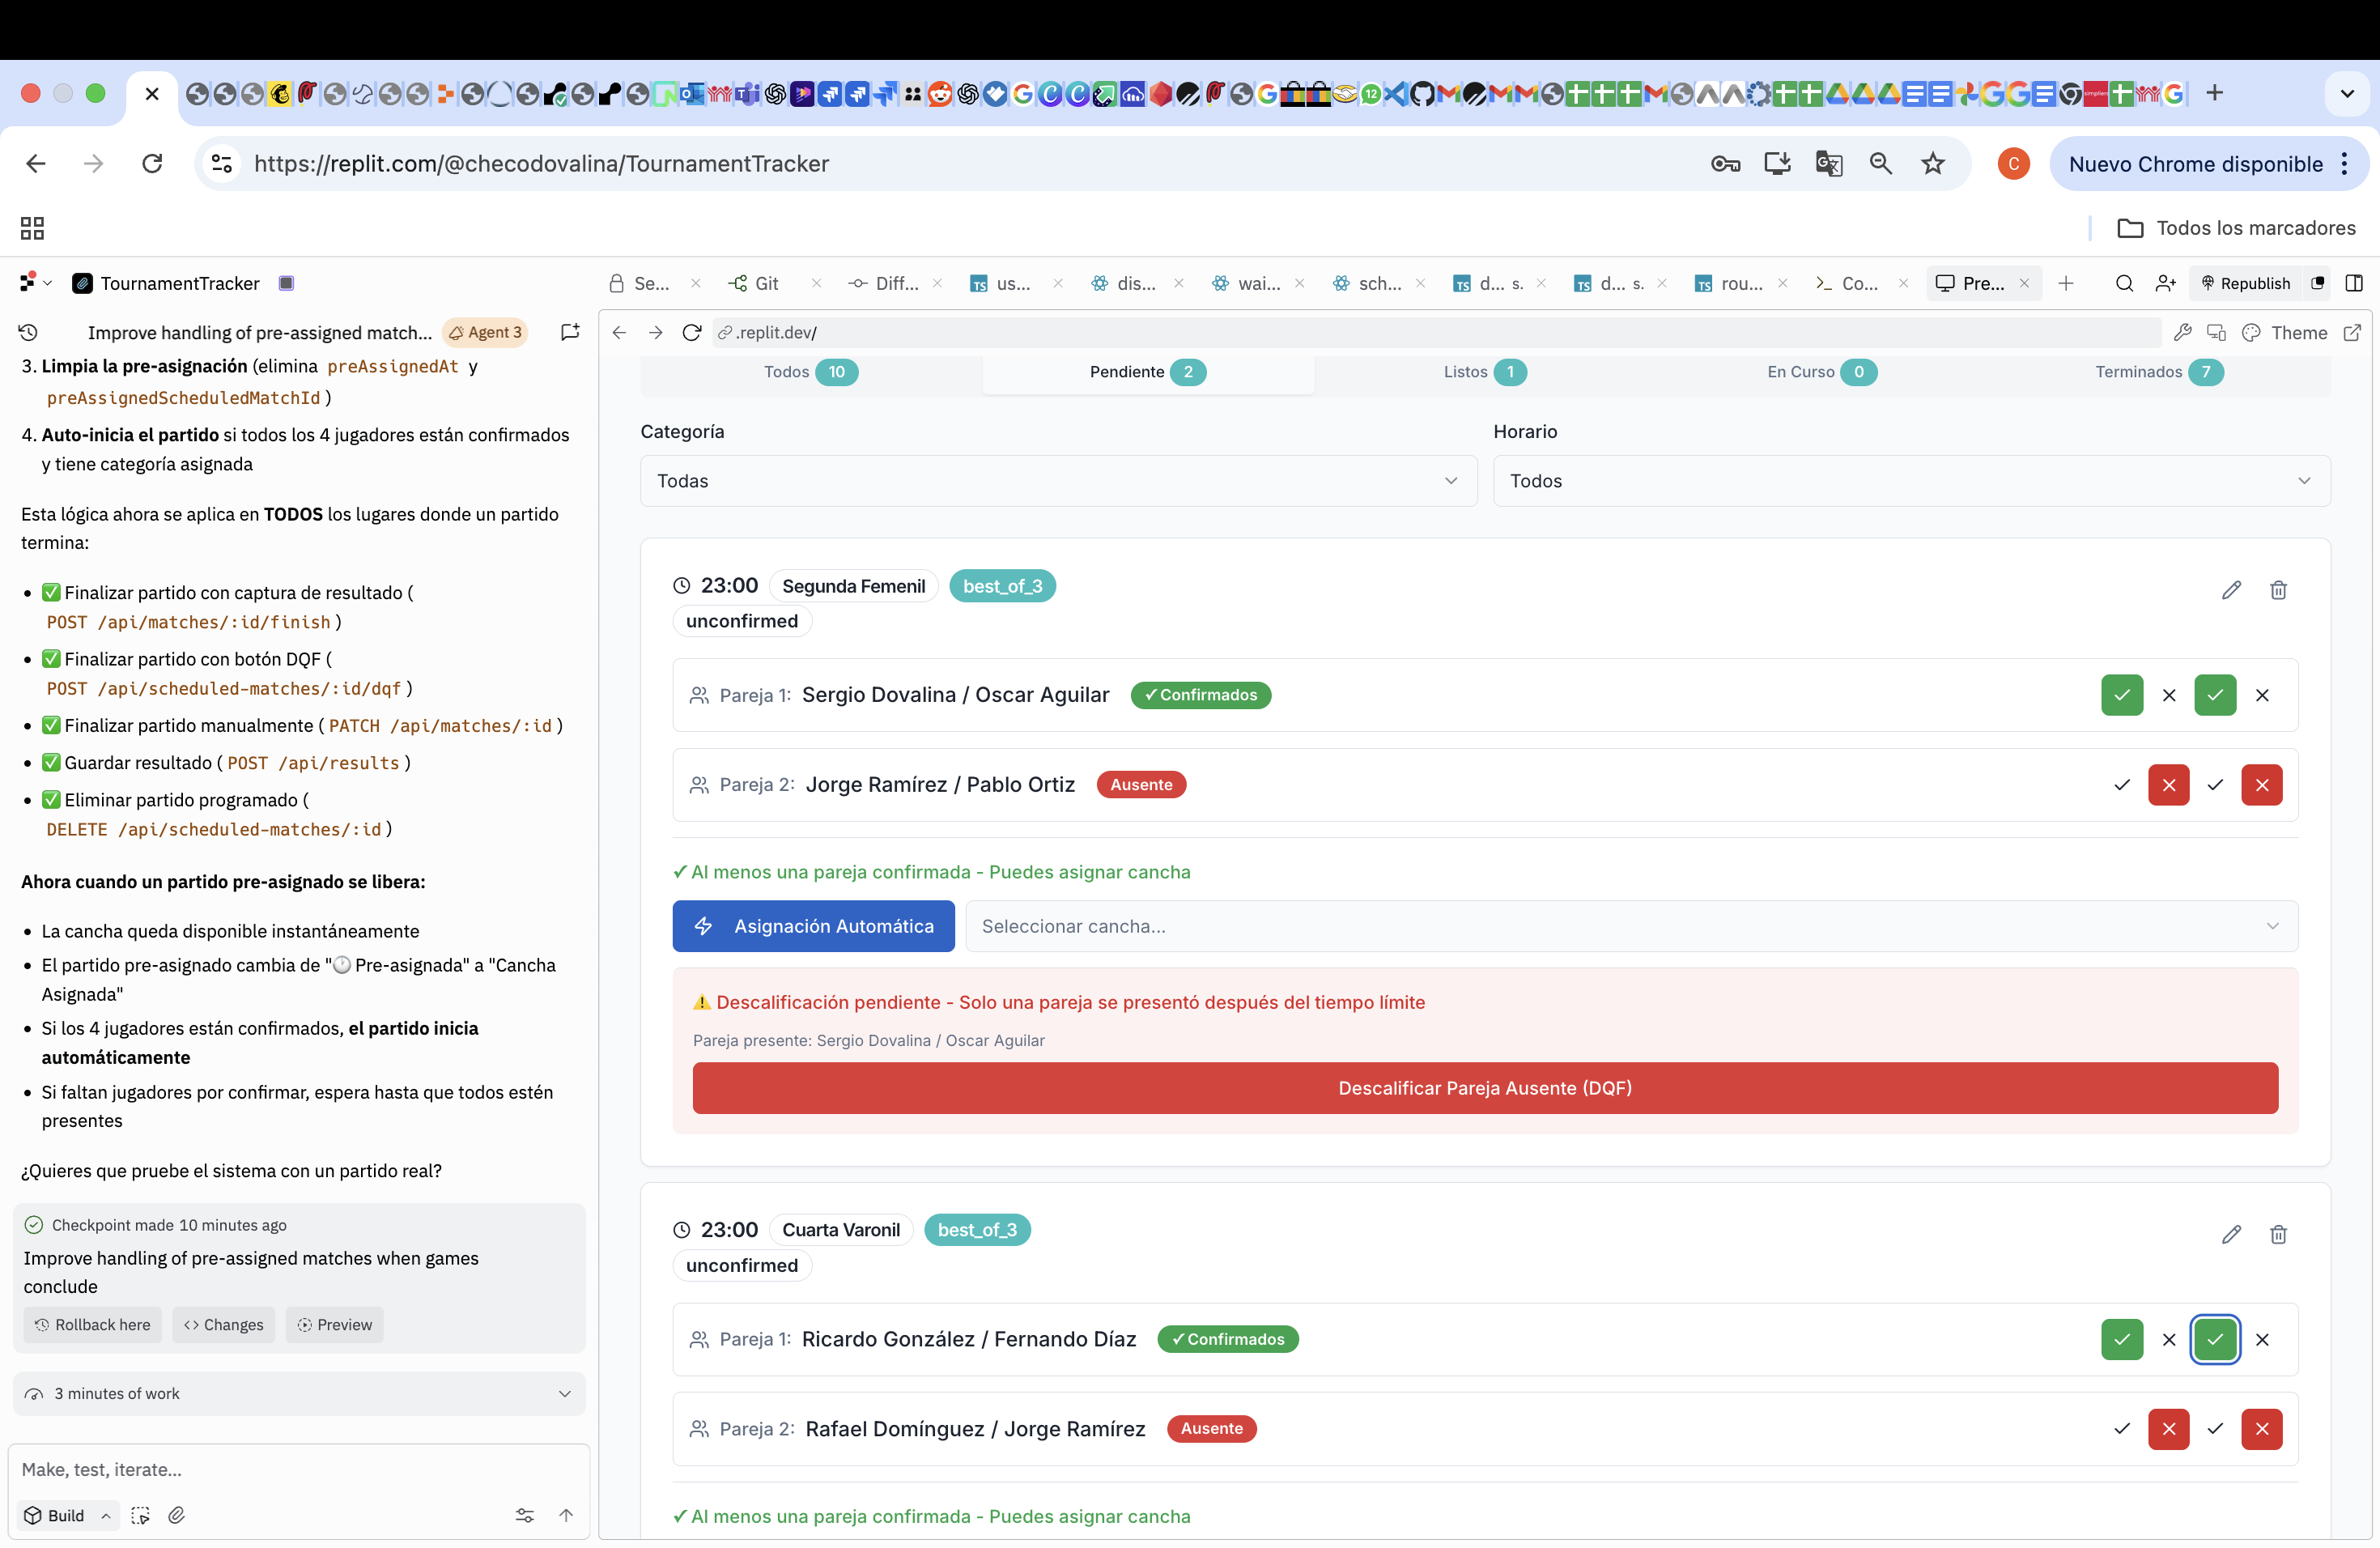 https://replit.com/@checodovalina/TournamentTracker
C
Nuevo Chrome disponible
Todos los marcadores
TournamentTracker
Se...
Git
Diff...
us...
dis...
wai...
sch...
d... s.
d... s.
rou...
Co...
Pre...
Republish
Improve handling of pre-assigned match...
Agent 3
.replit.dev/
Theme
3. Limpia la pre-asignación (elimina preAssignedAt y
preAssignedScheduledMatchId )
4. Auto-inicia el partido si todos los 4 jugadores están confirmados
y tiene categoría asignada
Esta lógica ahora se aplica en TODOS los lugares donde un partido
termina:
✅ Finalizar partido con captura de resultado (
POST /api/matches/:id/finish )
✅ Finalizar partido con botón DQF (
POST /api/scheduled-matches/:id/dqf )
✅ Finalizar partido manualmente ( PATCH /api/matches/:id )
✅ Guardar resultado ( POST /api/results )
✅ Eliminar partido programado (
DELETE /api/scheduled-matches/:id )
Ahora cuando un partido pre-asignado se libera:
La cancha queda disponible instantáneamente
El partido pre-asignado cambia de "🕐 Pre-asignada" a "Cancha
Asignada"
Si los 4 jugadores están confirmados, el partido inicia
automáticamente
Si faltan jugadores por confirmar, espera hasta que todos estén
presentes
¿Quieres que pruebe el sistema con un partido real?
Checkpoint made 10 minutes ago
Improve handling of pre-assigned matches when games
conclude
Rollback here
Changes
Preview
3 minutes of work
Make, test, iterate...
Build
Todos 10
Pendiente 2
Listos 1
En Curso 0
Terminados 7
Categoría
Horario
Todas
Todos
23:00 Segunda Femenil best_of_3
unconfirmed
Pareja 1: Sergio Dovalina / Oscar Aguilar ✓ Confirmados
Pareja 2: Jorge Ramírez / Pablo Ortiz Ausente
✓ Al menos una pareja confirmada - Puedes asignar cancha
Asignación Automática
Seleccionar cancha...
⚠️ Descalificación pendiente - Solo una pareja se presentó después del tiempo límite
Pareja presente: Sergio Dovalina / Oscar Aguilar
Descalificar Pareja Ausente (DQF)
23:00 Cuarta Varonil best_of_3
unconfirmed
Pareja 1: Ricardo González / Fernando Díaz ✓ Confirmados
Pareja 2: Rafael Domínguez / Jorge Ramírez Ausente
✓ Al menos una pareja confirmada - Puedes asignar cancha